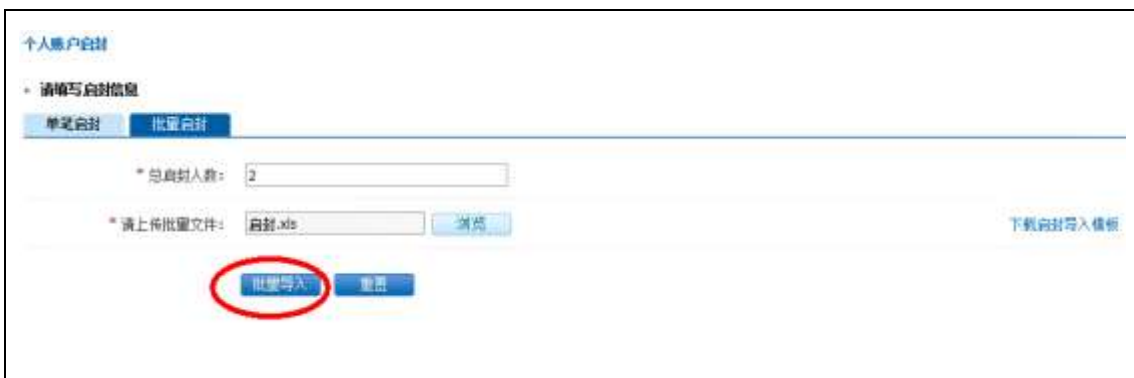 个人账户启封
请填写启封信息
单笔启封 批量启封
* 总启封人数： 2
* 请上传批量文件： 启封.xls 浏览 下载启封导入模板
批量导入 重置